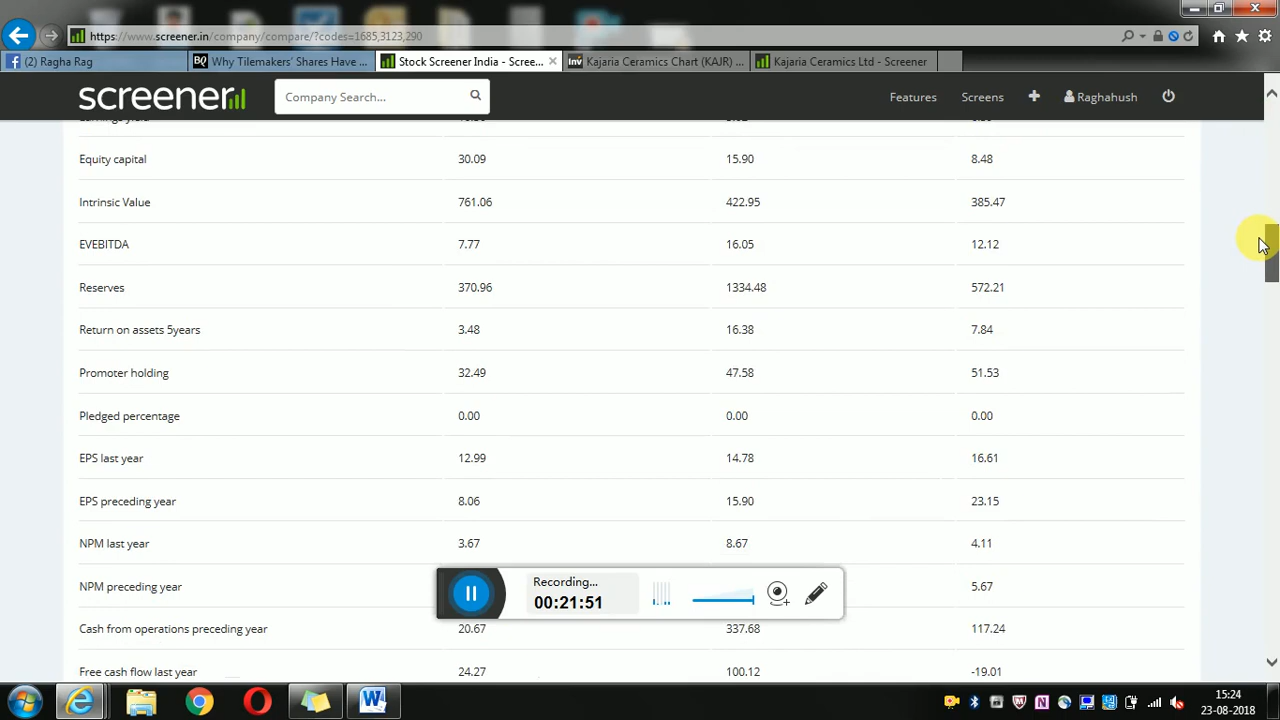 https://www.screener.in/company/compare/?codes=1685,3123,290
(2) Ragha Rag
BQ Why Tilemakers' Shares Have ...
Stock Screener India - Scree...
Inv Kajaria Ceramics Chart (KAJR) ...
Kajaria Ceramics Ltd - Screener
screener
Company Search...
Features
Screens
Raghahush
Equity capital 30.09 15.90 8.48
Intrinsic Value 761.06 422.95 385.47
EVEBITDA 7.77 16.05 12.12
Reserves 370.96 1334.48 572.21
Return on assets 5years 3.48 16.38 7.84
Promoter holding 32.49 47.58 51.53
Pledged percentage 0.00 0.00 0.00
EPS last year 12.99 14.78 16.61
EPS preceding year 8.06 15.90 23.15
NPM last year 3.67 8.67 4.11
NPM preceding year 5.67
Recording...
00:21:51
Cash from operations preceding year 20.67 337.68 117.24
Free cash flow last year 24.27 100.12 -19.01
15:24
23-08-2018